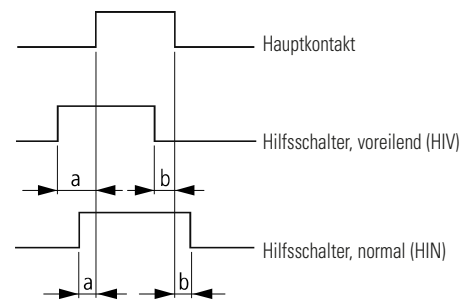 Hauptkontakt
Hilfsschalter, voreilend (HIV)
a b
Hilfsschalter, normal (HIN)
a b